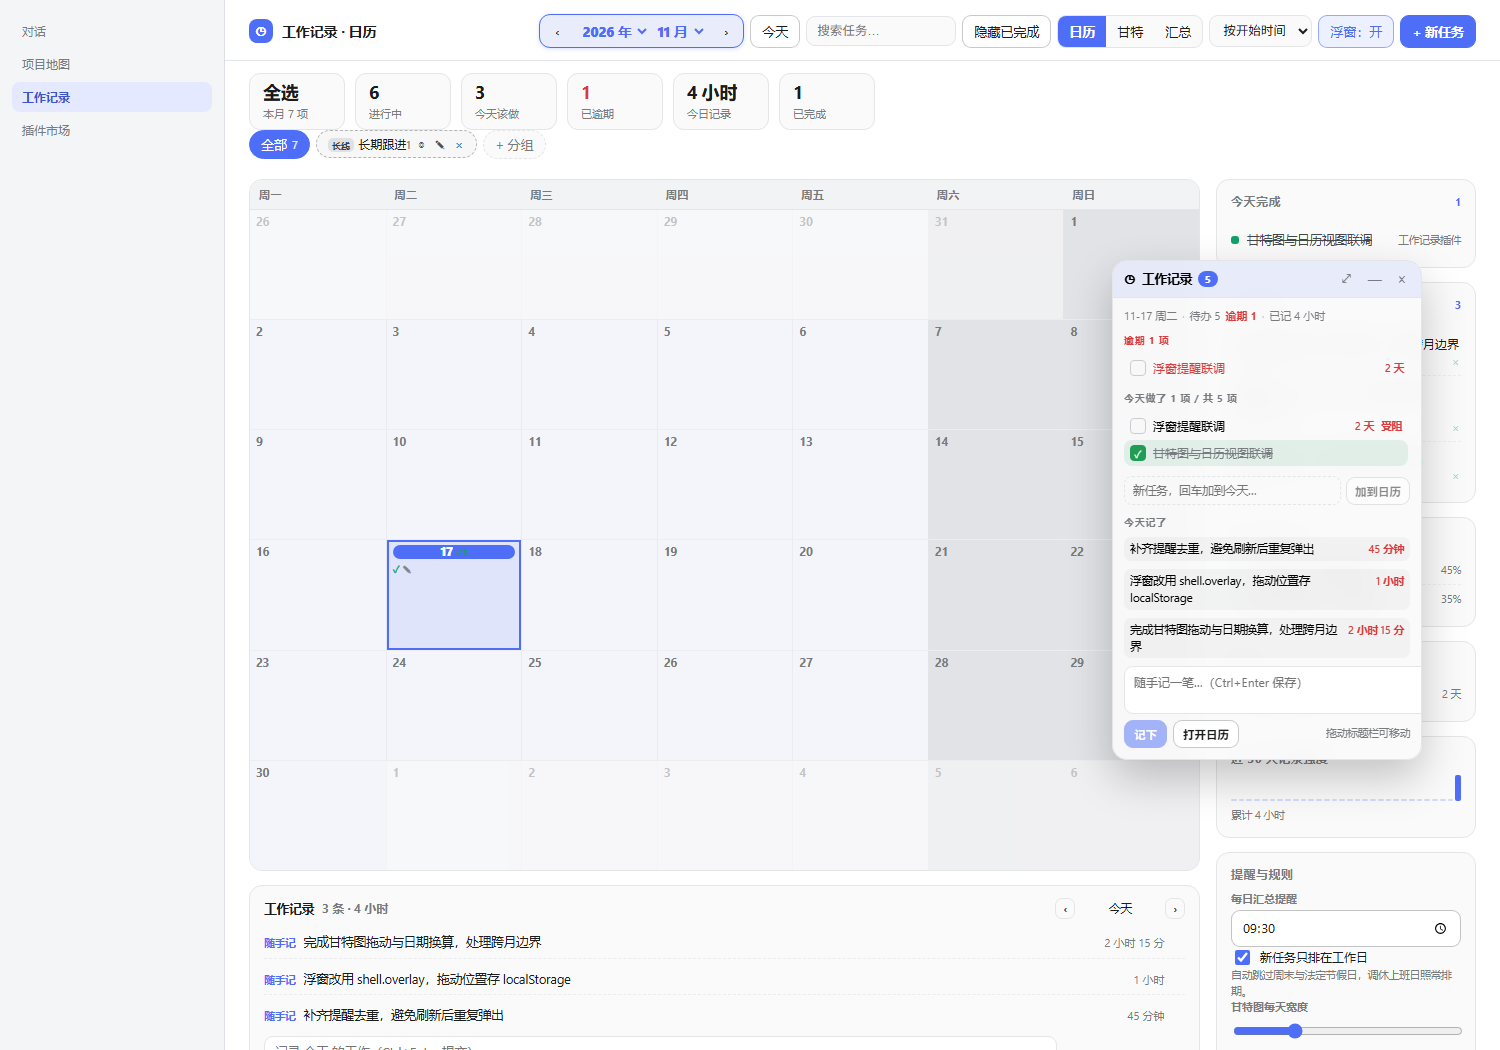 对话
项目地图
工作记录
插件市场
工作记录 · 日历
‹ 2026 年 11 月 ›
今天
搜索任务...
隐藏已完成
日历 甘特 汇总
按开始时间
浮窗：开
+ 新任务
全选
本月 7 项
6
进行中
3
今天该做
1
已逾期
4 小时
今日记录
1
已完成
全部 7
长线 长期跟进1 ×
+ 分组
周一 周二 周三 周四 周五 周六 周日
26 27 28 29 30 31 1
2 3 4 5 6 7 8
9 10 11 12 13 14 15
16 17 18 19 20 21 22
✓
23 24 25 26 27 28 29
30 1 2 3 4 5 6
今天完成 1
甘特图与日历视图联调 工作记录插件
3
月边界
×
×
×
45%
35%
2 天
累计 4 小时
工作记录 5 — ×
11-17 周二 · 待办 5 逾期 1 · 已记 4 小时
逾期 1 项
浮窗提醒联调 2 天
今天做了 1 项 / 共 5 项
浮窗提醒联调 2 天 受阻
甘特图与日历视图联调
新任务，回车加到今天... 加到日历
今天记了
补齐提醒去重，避免刷新后重复弹出 45 分钟
浮窗改用 shell.overlay，拖动位置存 localStorage 1 小时
完成甘特图拖动与日期换算，处理跨月边界 2 小时 15 分
随手记一笔...（Ctrl+Enter 保存）
记下 打开日历 拖动标题栏可移动
工作记录 3 条 · 4 小时 ‹ 今天 ›
随手记 完成甘特图拖动与日期换算，处理跨月边界 2 小时 15 分
随手记 浮窗改用 shell.overlay，拖动位置存 localStorage 1 小时
随手记 补齐提醒去重，避免刷新后重复弹出 45 分钟
提醒与规则
每日汇总提醒
09:30
新任务只排在工作日
自动跳过周末与法定节假日，调休上班日照常排期。
甘特图每天宽度